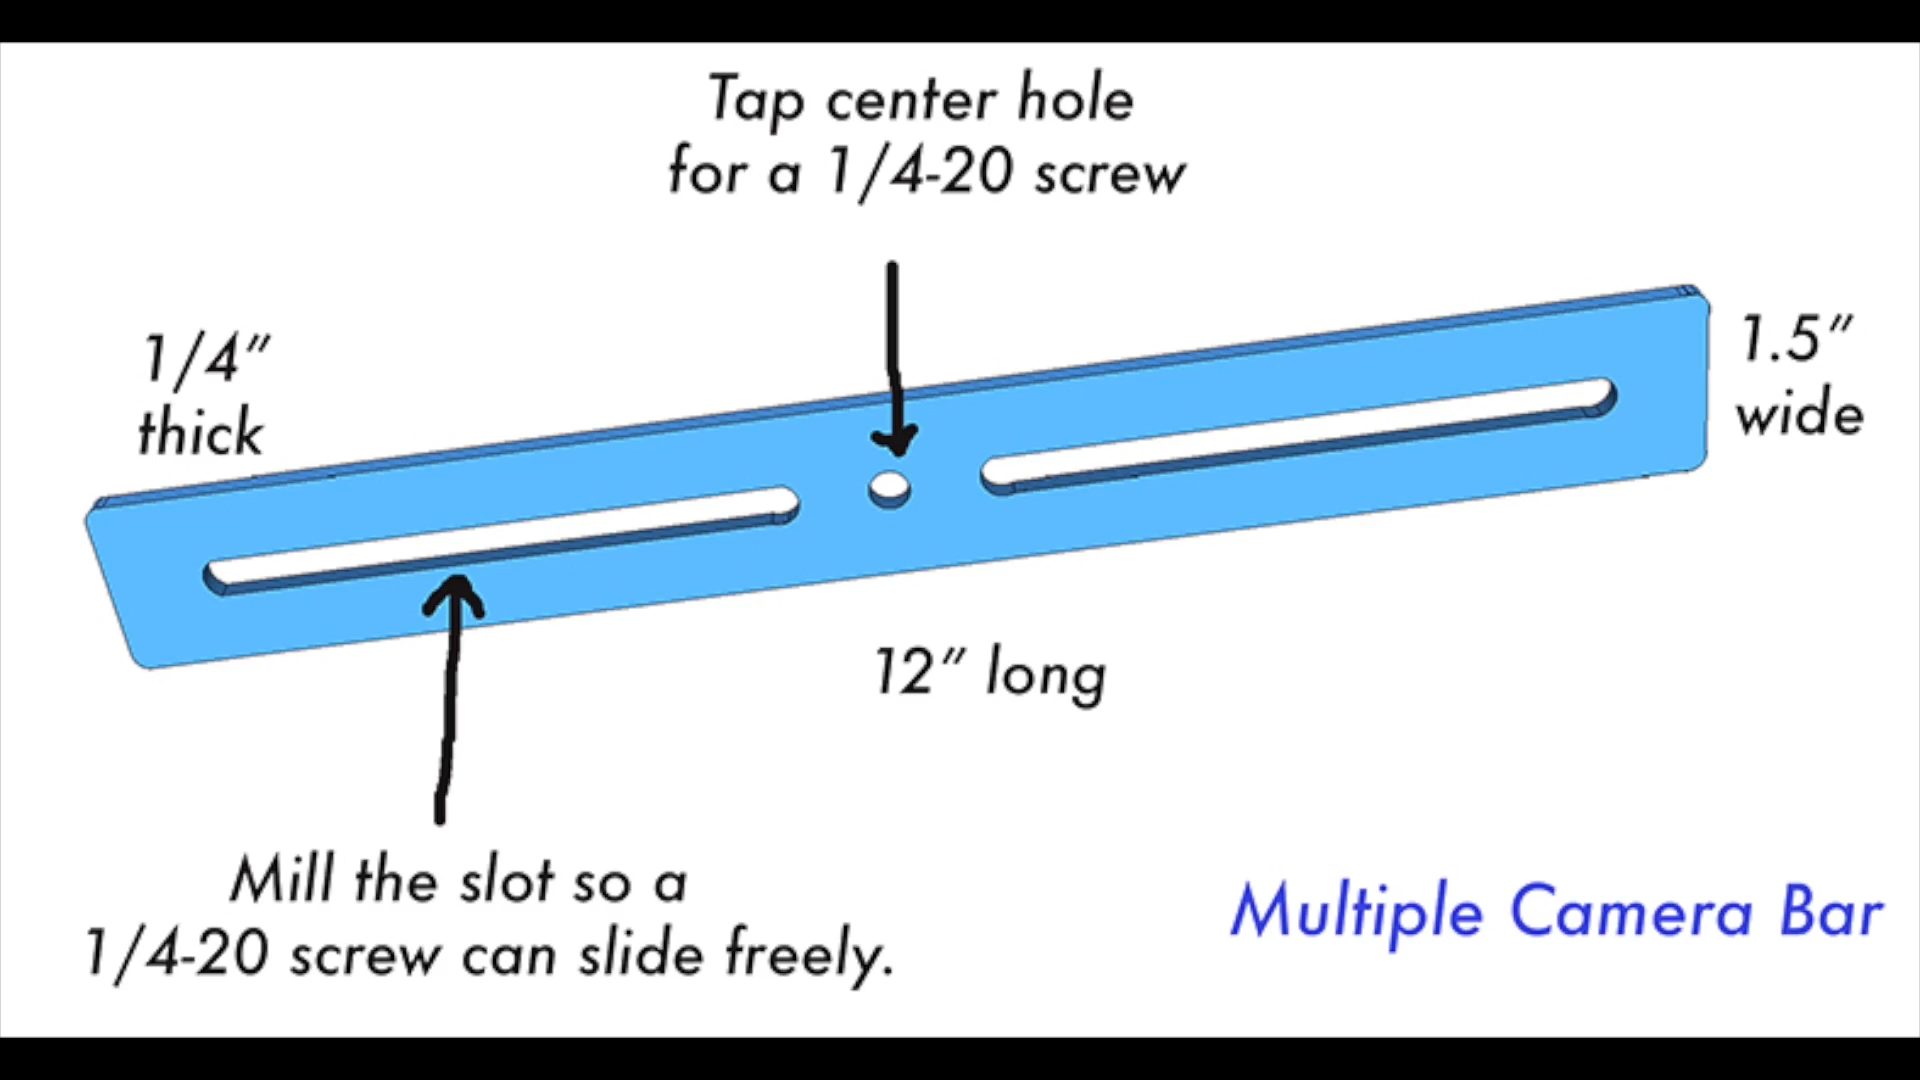 Tap center hole
for a 1/4-20 screw
1/4"
thick
1.5"
wide
12" long
Mill the slot so a
1/4-20 screw can slide freely.
Multiple Camera Bar